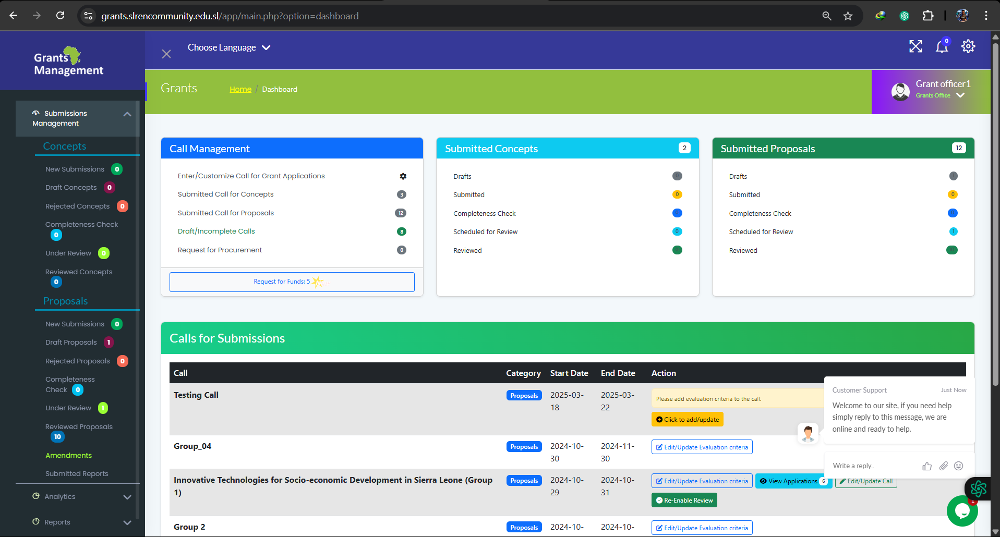 grants.slrencommunity.edu.sl/app/main.php?option=dashboard
Grants
Management
Choose Language
0
Grants
Home / Dashboard
Grant officer1
Grants Office
Submissions
Management
Concepts
New Submissions 0
Draft Concepts 0
Rejected Concepts 0
Completeness Check
0
Under Review 0
Reviewed Concepts
0
Proposals
New Submissions 0
Draft Proposals 1
Rejected Proposals 0
Completeness
Check 0
Under Review 1
Reviewed Proposals
10
Amendments
Submitted Reports
Analytics
Reports
Call Management
Enter/Customize Call for Grant Applications
Submitted Call for Concepts 3
Submitted Call for Proposals 12
Draft/Incomplete Calls 8
Request for Procurement 0
Request for Funds: 5
Submitted Concepts 2
Drafts 0
Submitted 0
Completeness Check 0
Scheduled for Review 0
Reviewed 0
Submitted Proposals 12
Drafts 1
Submitted 0
Completeness Check 0
Scheduled for Review 1
Reviewed 10
Calls for Submissions
Call Category Start Date End Date Action
Testing Call Proposals 2025-03-18 2025-03-22 Please add evaluation criteria to the call.
Click to add/update
Group_04 Proposals 2024-10-30 2024-11-30 Edit/Update Evaluation criteria
Innovative Technologies for Socio-economic Development in Sierra Leone (Group
1) Proposals 2024-10-29 2024-10-31 Edit/Update Evaluation criteria View Applications 6 Edit/Update Call
Re-Enable Review
Group 2 Proposals 2024-10- 2024-10- Edit/Update Evaluation criteria
Customer Support Just Now
Welcome to our site, if you need help
simply reply to this message, we are
online and ready to help.
Write a reply..
1